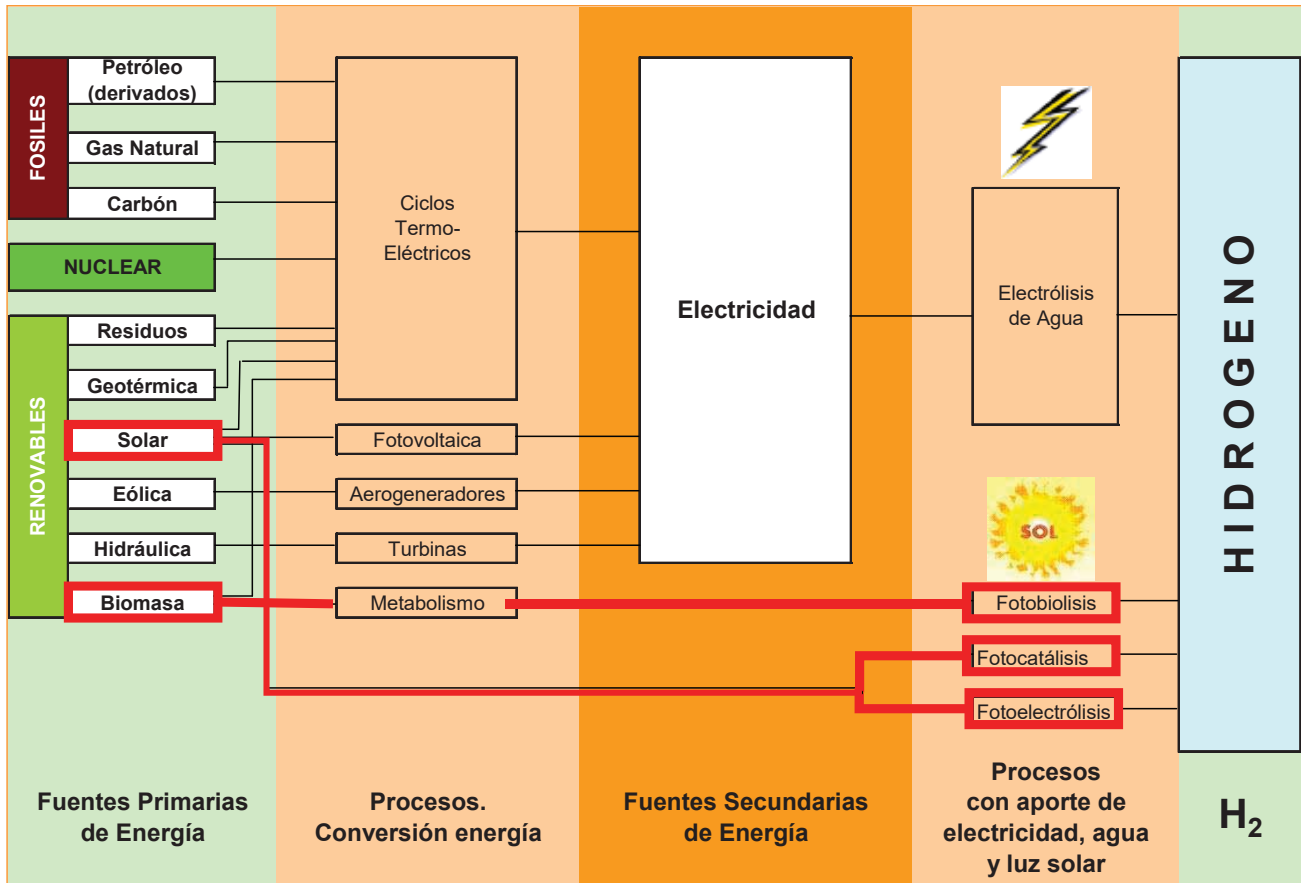 FOSILES
Petróleo
(derivados)
Gas Natural
Carbón
NUCLEAR
RENOVABLES
Residuos
Geotérmica
Solar
Eólica
Hidráulica
Biomasa
Ciclos
Termo-
Eléctricos
Fotovoltaica
Aerogeneradores
Turbinas
Metabolismo
Electricidad
Electrólisis
de Agua
SOL
Fotobiolisis
Fotocatálisis
Fotoelectrólisis
HIDROGENO
Fuentes Primarias
de Energía
Procesos.
Conversión energía
Fuentes Secundarias
de Energía
Procesos
con aporte de
electricidad, agua
y luz solar
H₂